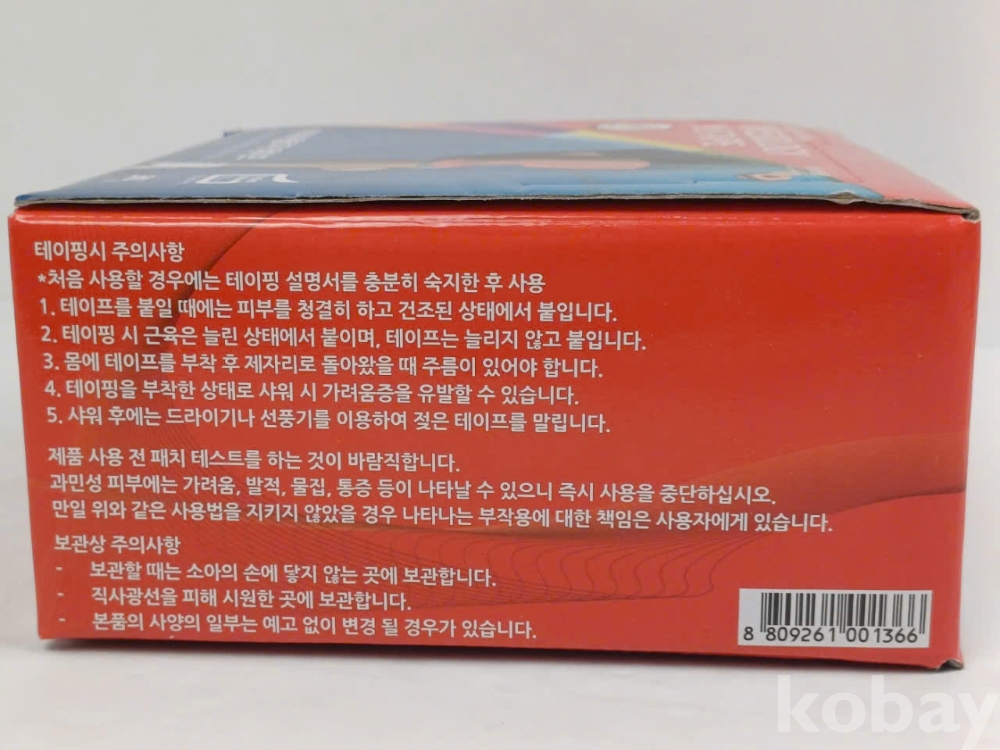 테이핑시 주의사항
*처음 사용할 경우에는 테이핑 설명서를 충분히 숙지한 후 사용
1. 테이프를 붙일 때에는 피부를 청결히 하고 건조된 상태에서 붙입니다.
2. 테이핑 시 근육은 늘린 상태에서 붙이며, 테이프는 늘리지 않고 붙입니다.
3. 몸에 테이프를 부착 후 제자리로 돌아왔을 때 주름이 있어야 합니다.
4. 테이핑을 부착한 상태로 샤워 시 가려움증을 유발할 수 있습니다.
5. 샤워 후에는 드라이기나 선풍기를 이용하여 젖은 테이프를 말립니다.
제품 사용 전 패치 테스트를 하는 것이 바람직합니다.
과민성 피부에는 가려움, 발적, 물집, 통증 등이 나타날 수 있으니 즉시 사용을 중단하십시오.
만일 위와 같은 사용법을 지키지 않았을 경우 나타나는 부작용에 대한 책임은 사용자에게 있습니다.
보관상 주의사항
- 보관할 때는 소아의 손에 닿지 않는 곳에 보관합니다.
- 직사광선을 피해 시원한 곳에 보관합니다.
- 본품의 사양의 일부는 예고 없이 변경 될 경우가 있습니다.
8 809261 001366
kobay